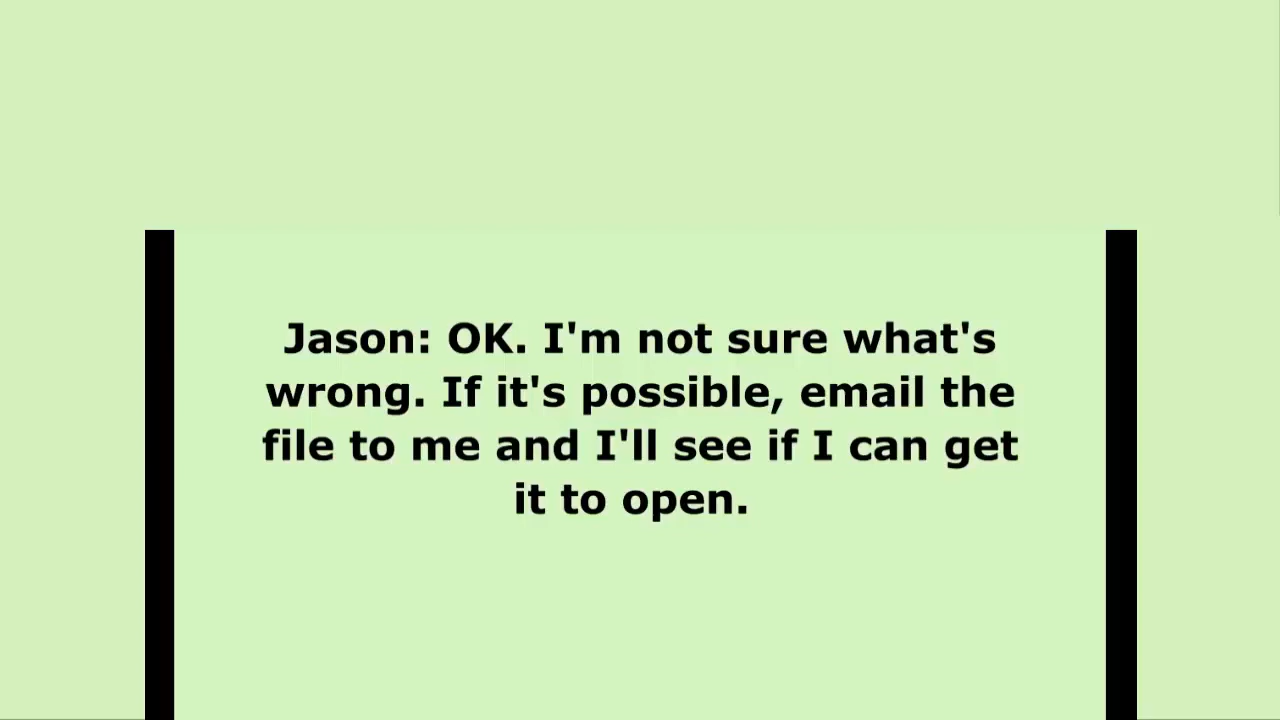 Jason: OK. I'm not sure what's
wrong. If it's possible, email the
file to me and I'll see if I can get
it to open.